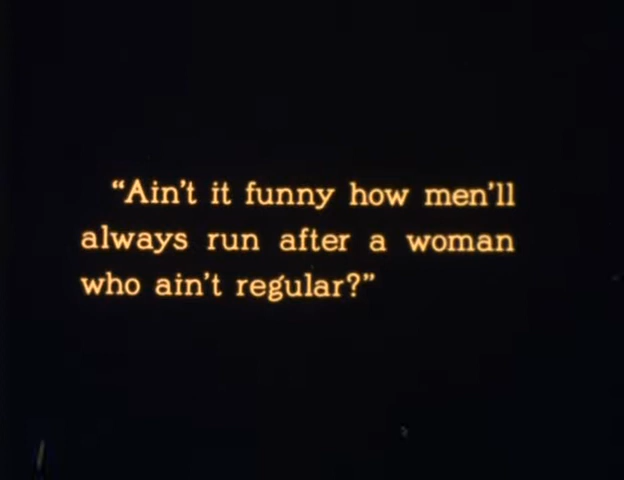 “Ain't it funny how men'll
always run after a woman
who ain't regular?”